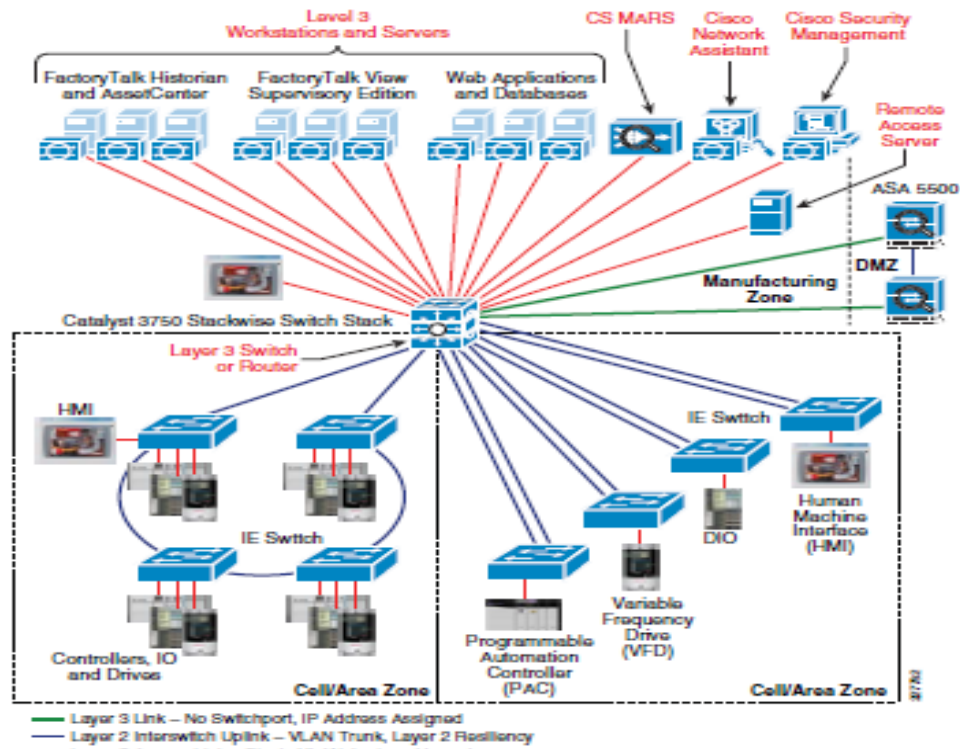 Level 3
Workstations and Servers
CS MARS
Cisco
Network
Assistant
Cisco Security
Management
FactoryTalk Historian
and AssetCenter
FactoryTalk View
Supervisory Edition
Web Applications
and Databases
Remote
Access
Server
ASA 5500
DMZ
Manufacturing
Zone
Catalyst 3750 Stackwise Switch Stack
Layer 3 Switch
or Router
HMI
IE Switch
IE Switch
Human
Machine
Interface
(HMI)
DIO
Variable
Frequency
Drive
(VFD)
Programmable
Automation
Controller
(PAC)
Controllers, IO
and Drives
Cell/Area Zone
Cell/Area Zone
Layer 3 Link – No Switchport, IP Address Assigned
Layer 2 Interswitch Uplink – VLAN Trunk, Layer 2 Resiliency